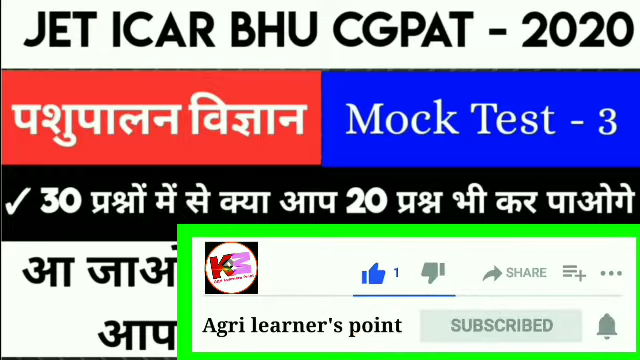 JET ICAR BHU CGPAT - 2020
पशुपालन विज्ञान Mock Test - 3
✓ 30 प्रश्नों में से क्या आप 20 प्रश्न भी कर पाओगे
आ जाओ
आप
1 SHARE
Agri learner's point SUBSCRIBED